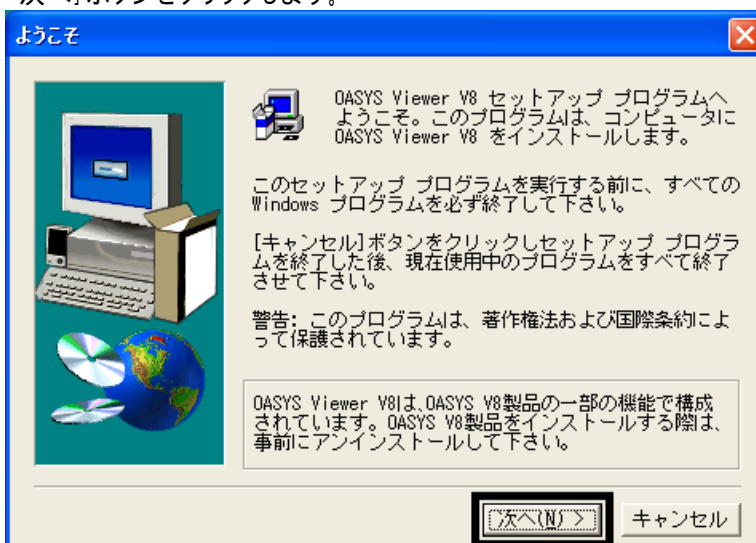 次へ]ボタンをクリックします。
ようこそ
OASYS Viewer V8 セットアップ プログラムへ
ようこそ。このプログラムは、コンピュータに
OASYS Viewer V8 をインストールします。
このセットアップ プログラムを実行する前に、すべての
Windows プログラムを必ず終了して下さい。
[キャンセル]ボタンをクリックしセットアップ プログラ
ムを終了した後、現在使用中のプログラムをすべて終了
させて下さい。
警告: このプログラムは、著作権法および国際条約によ
って保護されています。
OASYS Viewer V8は、OASYS V8製品の一部の機能で構成
されています。OASYS V8製品をインストールする際は、
事前にアンインストールして下さい。
次へ(N) >
キャンセル